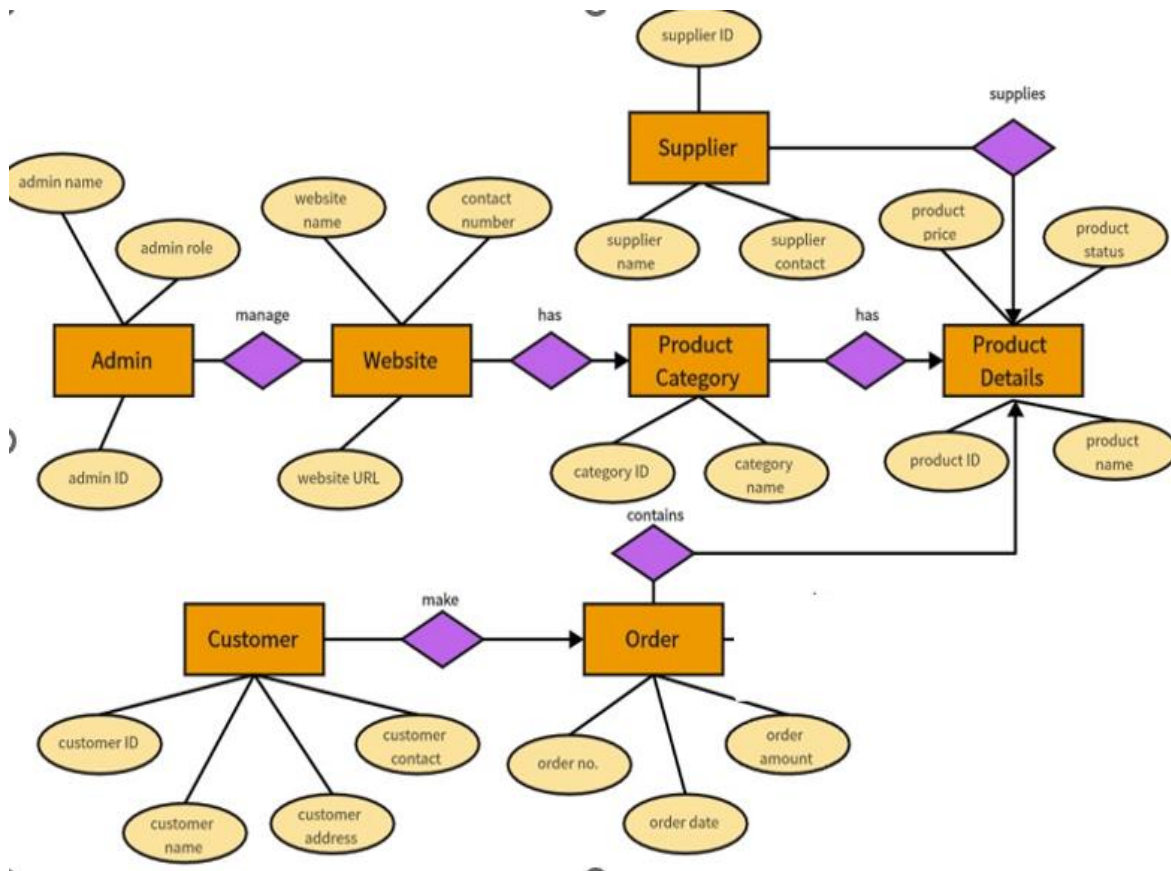 supplier ID
supplies
Supplier
admin name
website
name
contact
number
product
price
product
status
admin role
supplier
name
supplier
contact
manage
has
has
Admin
Website
Product
Category
Product
Details
admin ID
website URL
category ID
category
name
product ID
product
name
contains
make
Customer
Order
customer ID
customer
contact
order no.
order
amount
customer
name
customer
address
order date